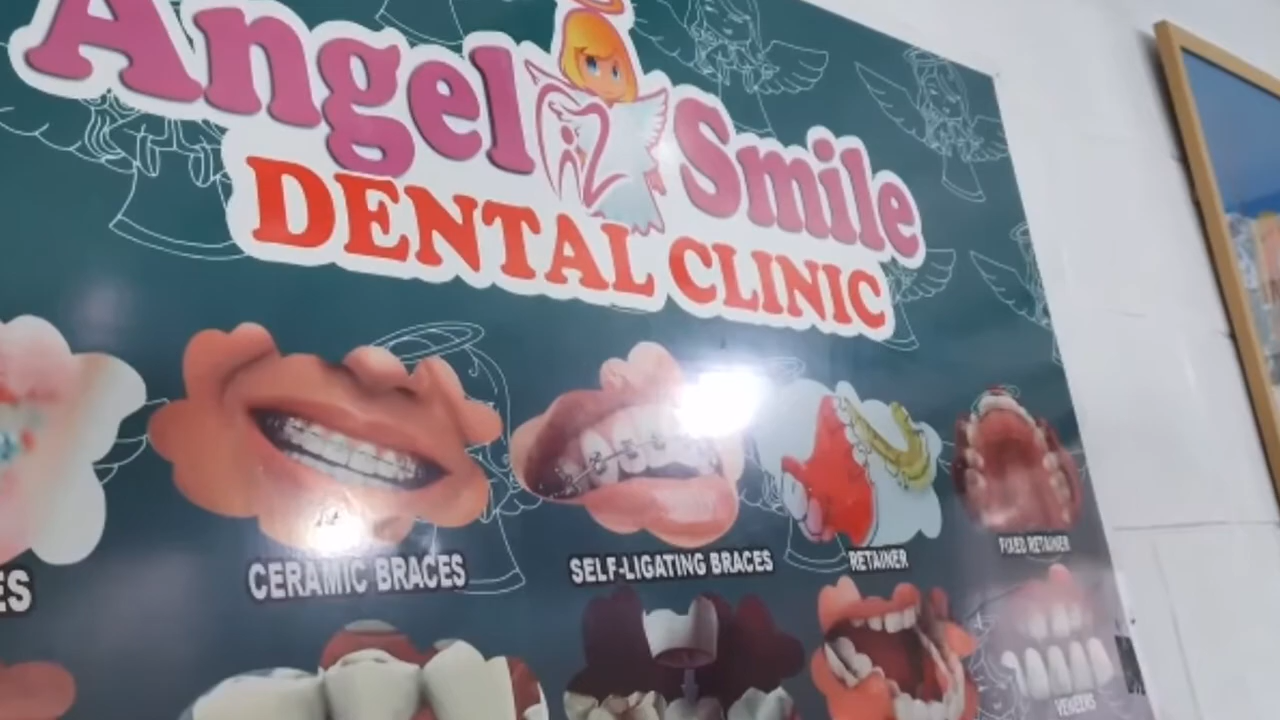 Angel Smile
DENTAL CLINIC
ES
CERAMIC BRACES
SELF-LIGATING BRACES
RETAINER
FIXED RETAINER
VENEERS